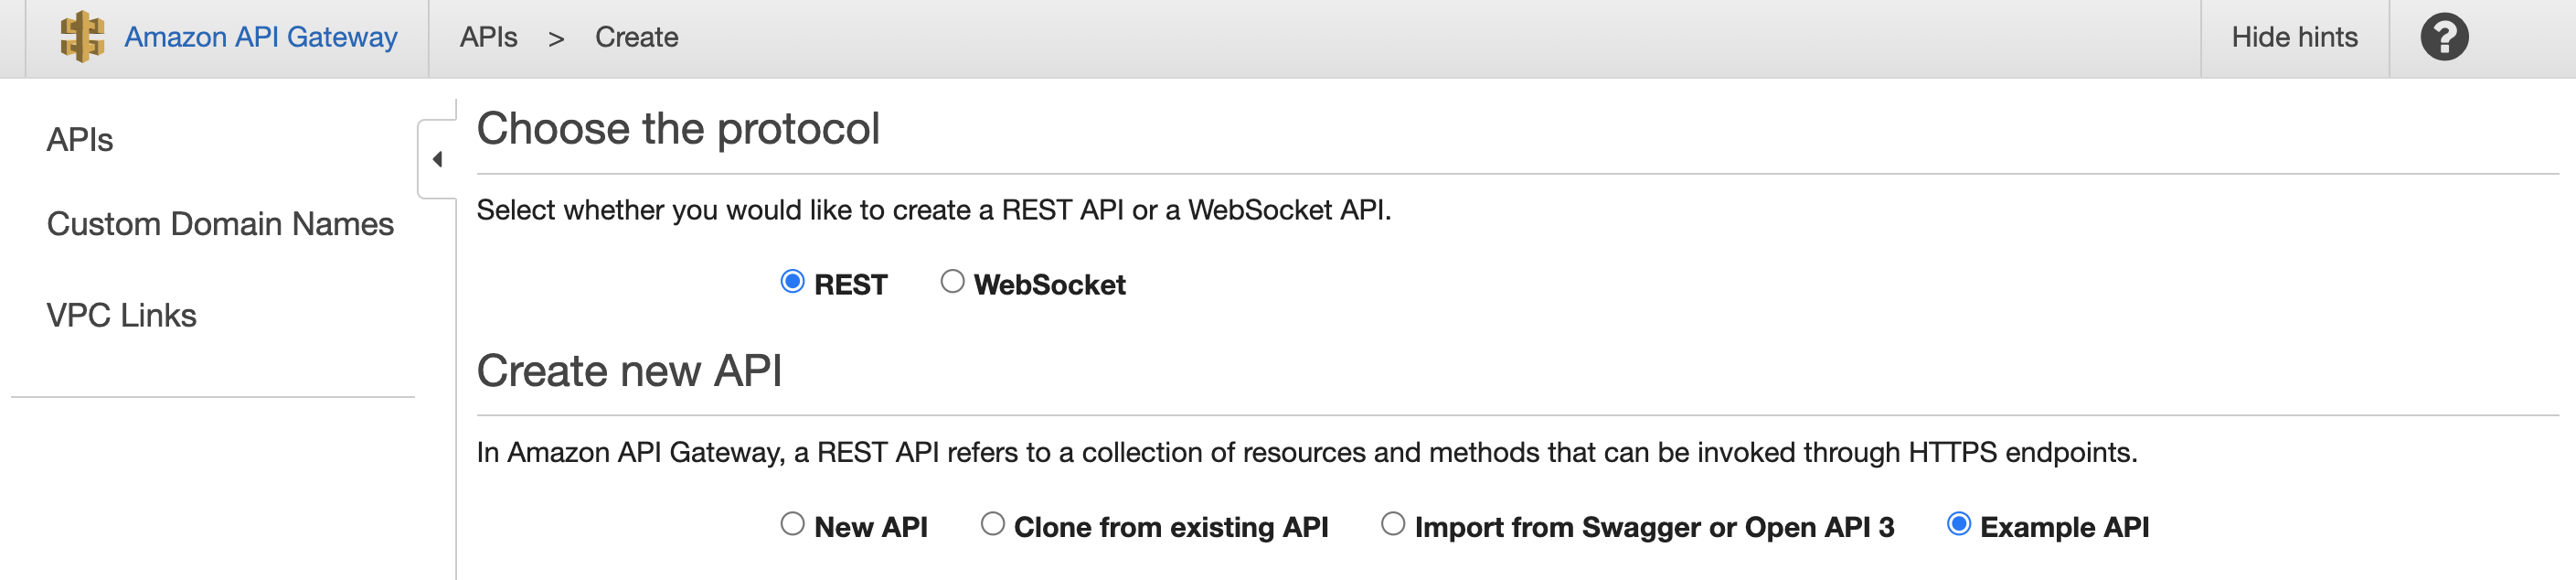 Amazon API Gateway APIs > Create Hide hints ?
APIs
Custom Domain Names
VPC Links
Choose the protocol
Select whether you would like to create a REST API or a WebSocket API.
REST WebSocket
Create new API
In Amazon API Gateway, a REST API refers to a collection of resources and methods that can be invoked through HTTPS endpoints.
New API Clone from existing API Import from Swagger or Open API 3 Example API